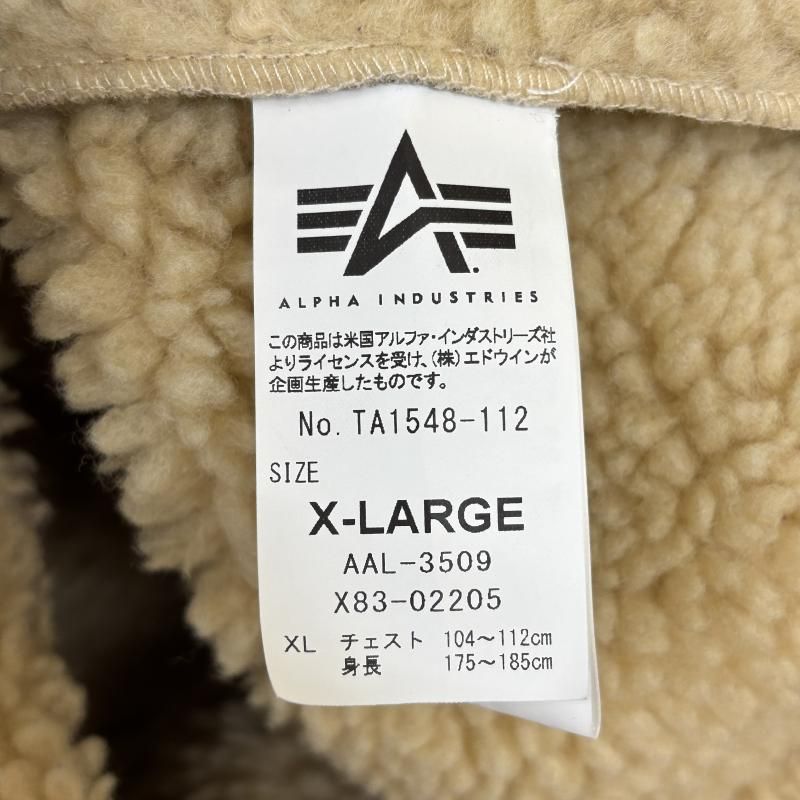 ALPHA INDUSTRIES
この商品は米国アルファ・インダストリーズ社
よりライセンスを受け、(株)エドウインが
企画生産したものです。
No. TA1548-112
SIZE
X-LARGE
AAL-3509
X83-02205
XL チェスト 104～112cm
身長 175～185cm